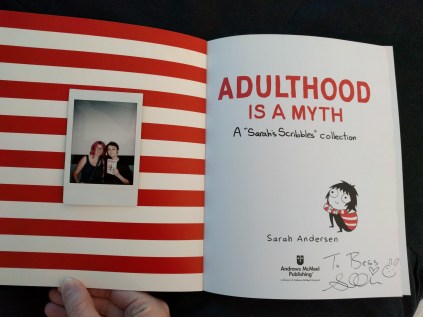 ADULTHOOD
IS A MYTH
A "Sarah's Scribbles" collection
Sarah Andersen
Andrews McMeel
Publishing®
To Bess